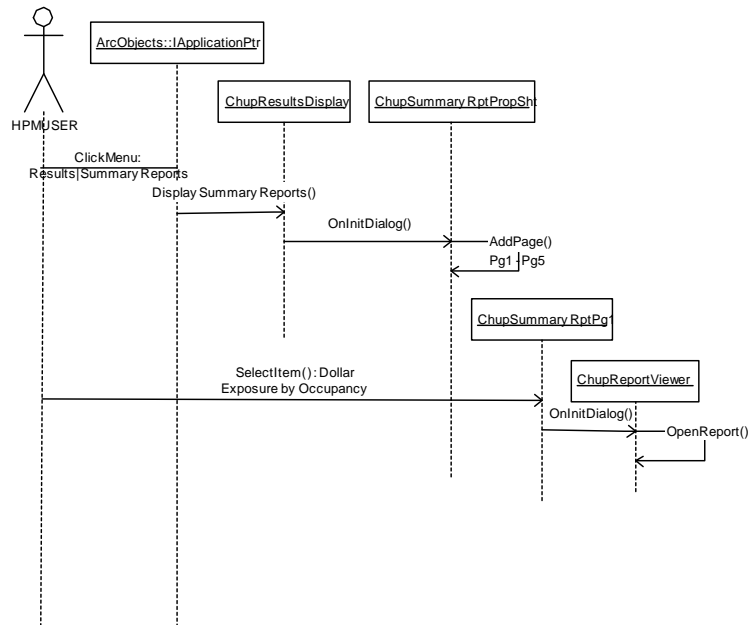 ArcObjects::IApplicationPtr
ChupResultsDisplay
ChupSummaryRptPropSht
HPMUSER
ClickMenu:
Results|Summary Reports
Display Summary Reports()
OnInitDialog()
AddPage()
Pg1 -Pg5
ChupSummaryRptPg1
SelectItem() : Dollar
Exposure by Occupancy
ChupReportViewer
OnInitDialog()
OpenReport()